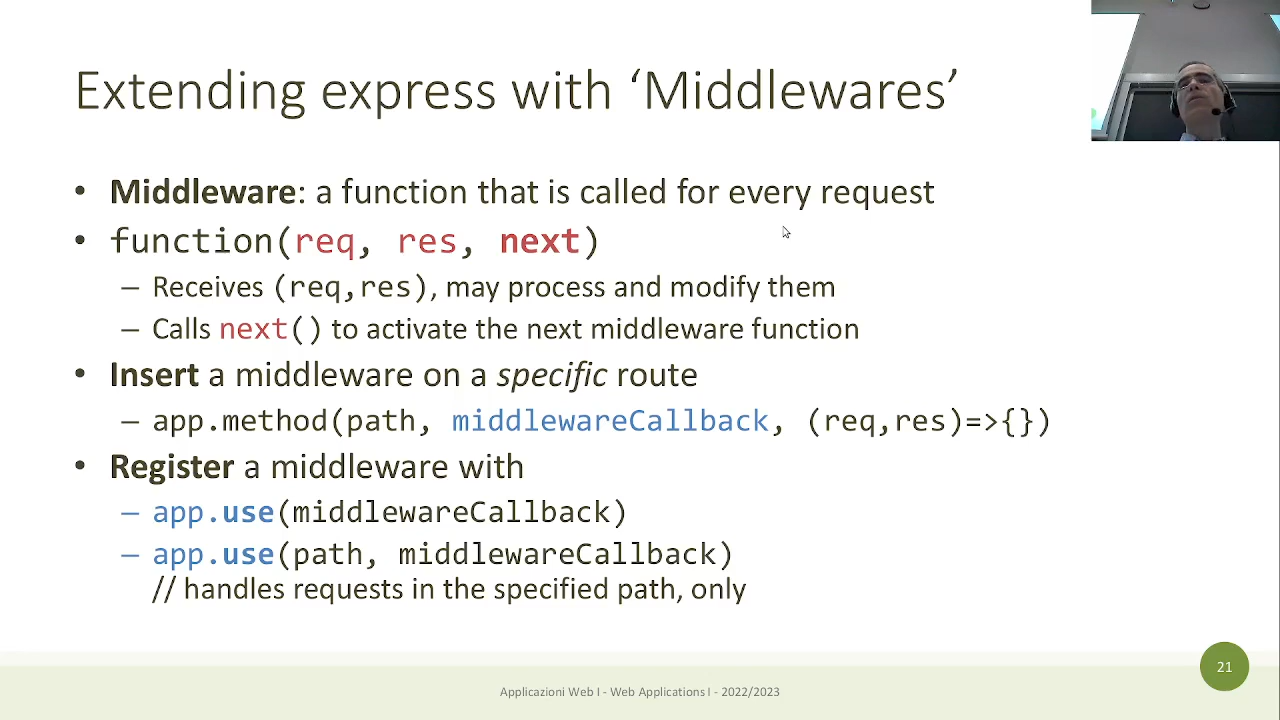 Extending express with ‘Middlewares’
• Middleware: a function that is called for every request
• function(req, res, next)
– Receives (req,res), may process and modify them
– Calls next() to activate the next middleware function
• Insert a middleware on a specific route
– app.method(path, middlewareCallback, (req,res)=>{})
• Register a middleware with
– app.use(middlewareCallback)
– app.use(path, middlewareCallback)
// handles requests in the specified path, only
21
Applicazioni Web I - Web Applications I - 2022/2023